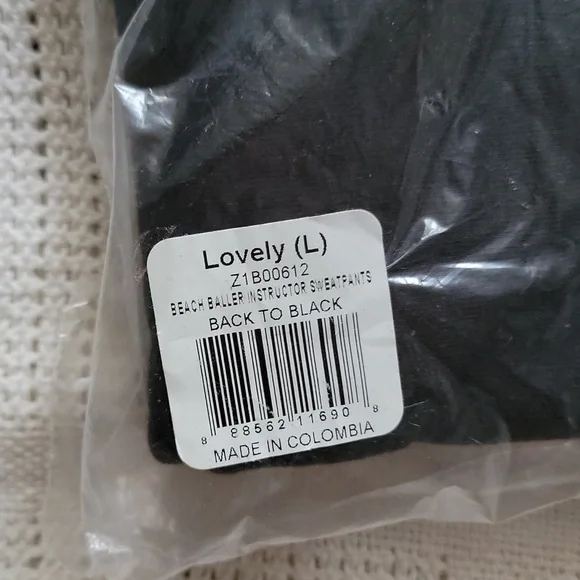 Lovely (L)
Z1B00612
BEACH BALLER INSTRUCTOR SWEATPANTS
BACK TO BLACK
8 88562 11690 8
MADE IN COLOMBIA